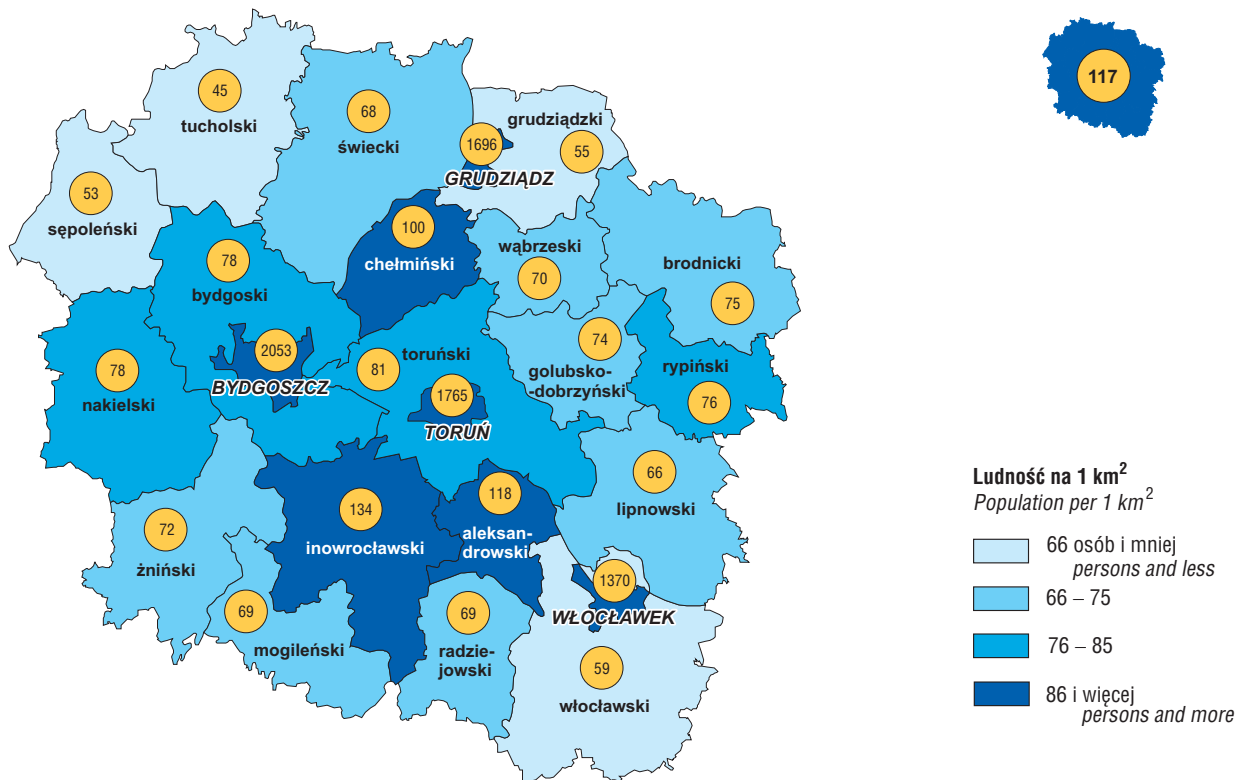 45
tucholski
68
świecki
grudziądzki
55
1696
GRUDZIĄDZ
53
sępoleński
100
chełmiński
wąbrzeski
70
brodnicki
75
78
bydgoski
2053
BYDGOSZCZ
81
toruński
1765
TORUŃ
74
golubsko-
-dobrzyński
rypiński
76
78
nakielski
66
lipnowski
72
żniński
134
inowrocławski
118
aleksan-
drowski
1370
WŁOCŁAWEK
69
mogileński
69
radzie-
jowski
59
włocławski
117
Ludność na 1 km²
Population per 1 km²
66 osób i mniej
persons and less
66 – 75
76 – 85
86 i więcej
persons and more